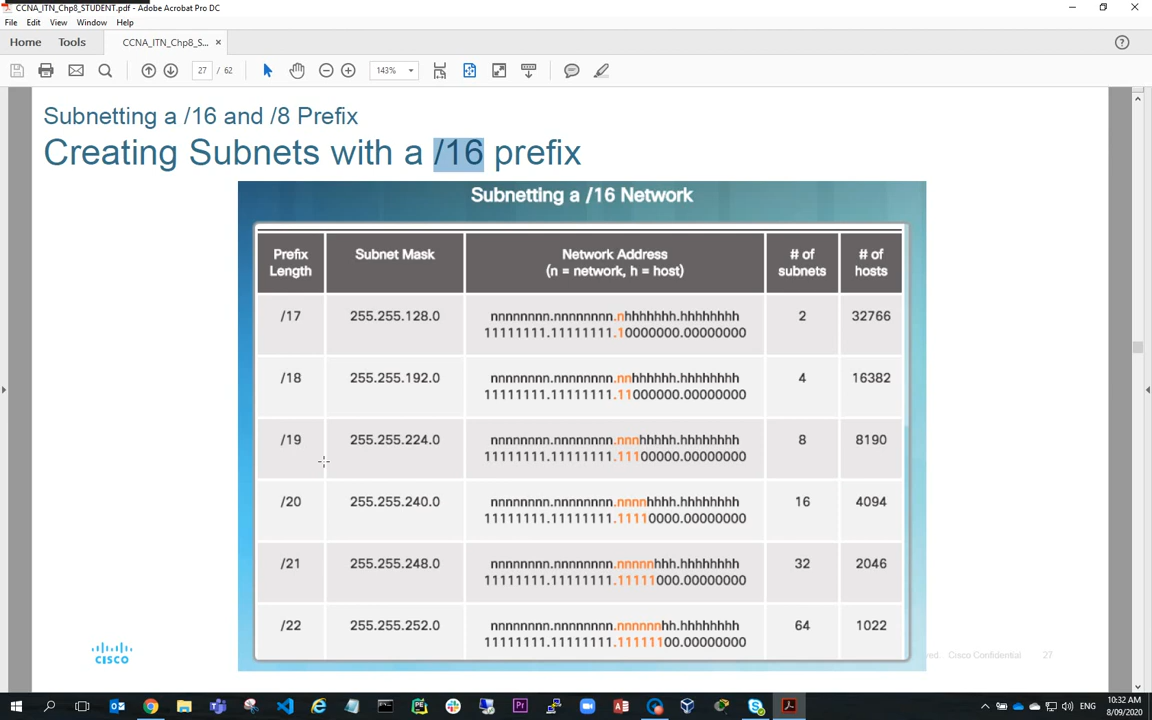 CCNA_ITN_Chp8_STUDENT.pdf - Adobe Acrobat Pro DC
File Edit View Window Help
Home Tools CCNA_ITN_Chp8_S... ×
27 / 62 143%
Subnetting a /16 and /8 Prefix
Creating Subnets with a /16 prefix
Subnetting a /16 Network
Prefix Length Subnet Mask Network Address (n = network, h = host) # of subnets # of hosts
/17 255.255.128.0 nnnnnnnn.nnnnnnnn.nhhhhhhh.hhhhhhhh 2 32766
11111111.11111111.10000000.00000000
/18 255.255.192.0 nnnnnnnn.nnnnnnnn.nnhhhhhh.hhhhhhhh 4 16382
11111111.11111111.11000000.00000000
/19 255.255.224.0 nnnnnnnn.nnnnnnnn.nnnhhhhh.hhhhhhhh 8 8190
11111111.11111111.11100000.00000000
/20 255.255.240.0 nnnnnnnn.nnnnnnnn.nnnnhhhh.hhhhhhhh 16 4094
11111111.11111111.11110000.00000000
/21 255.255.248.0 nnnnnnnn.nnnnnnnn.nnnnnhhh.hhhhhhhh 32 2046
11111111.11111111.11111000.00000000
/22 255.255.252.0 nnnnnnnn.nnnnnnnn.nnnnnnhh.hhhhhhhh 64 1022
11111111.11111111.11111100.00000000
CISCO
ved. Cisco Confidential 27
10:32 AM
8/09/2020